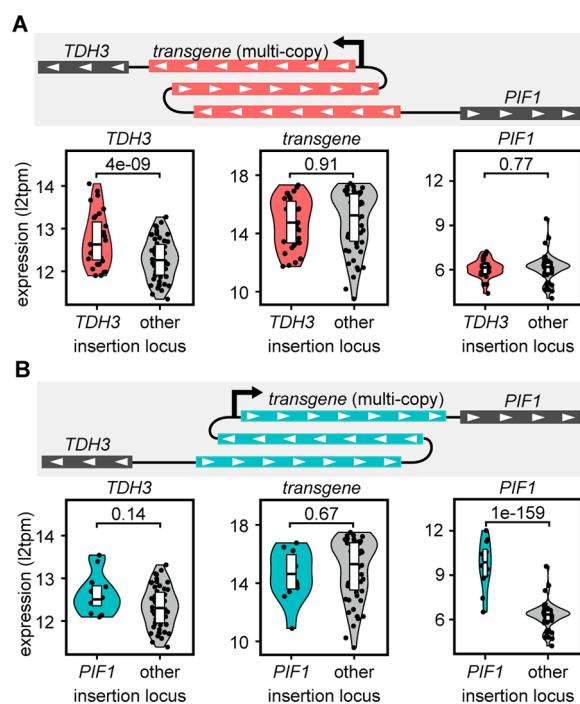 A
TDH3 transgene (multi-copy)
PIF1
TDH3 transgene PIF1
4e-09 0.91 0.77
expression (l2tpm)
14
13
12
18
14
10
12
9
6
TDH3 other TDH3 other TDH3 other
insertion locus insertion locus insertion locus
B
transgene (multi-copy) PIF1
TDH3
TDH3 transgene PIF1
0.14 0.67 1e-159
expression (l2tpm)
14
13
12
18
14
10
12
9
6
PIF1 other PIF1 other PIF1 other
insertion locus insertion locus insertion locus